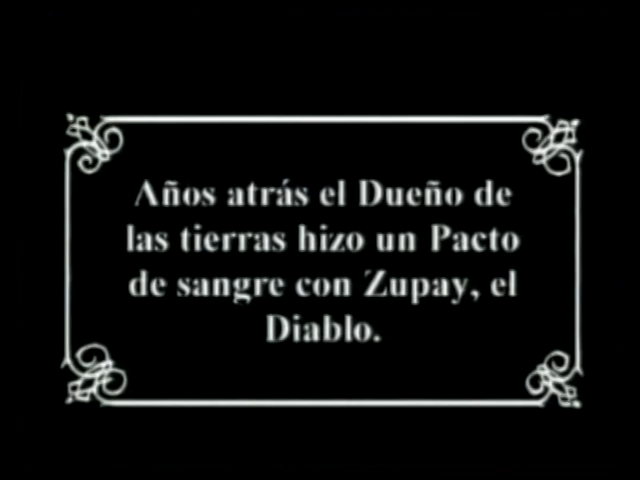 Años atrás el Dueño de
las tierras hizo un Pacto
de sangre con Zupay, el
Diablo.